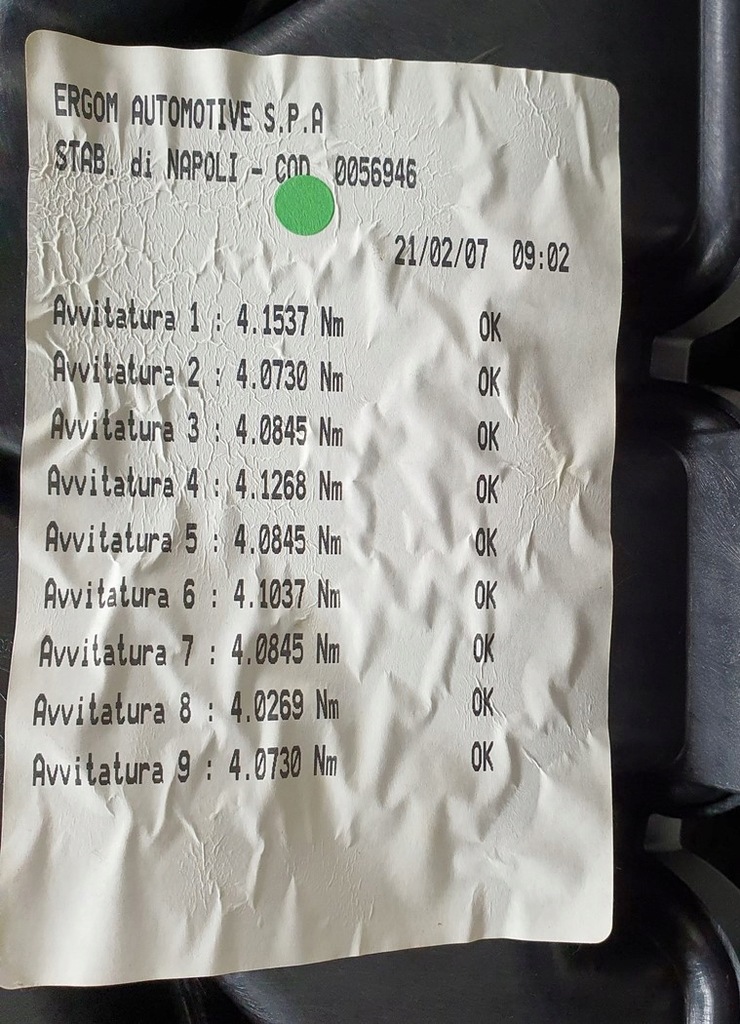 ERGOM AUTOMOTIVE S.P.A
STAB. di NAPOLI - COD 0056946
21/02/07 09:02
Avvitatura 1 : 4.1537 Nm OK
Avvitatura 2 : 4.0730 Nm OK
Avvitatura 3 : 4.0845 Nm OK
Avvitatura 4 : 4.1268 Nm OK
Avvitatura 5 : 4.0845 Nm OK
Avvitatura 6 : 4.1037 Nm OK
Avvitatura 7 : 4.0845 Nm OK
Avvitatura 8 : 4.0269 Nm OK
Avvitatura 9 : 4.0730 Nm OK